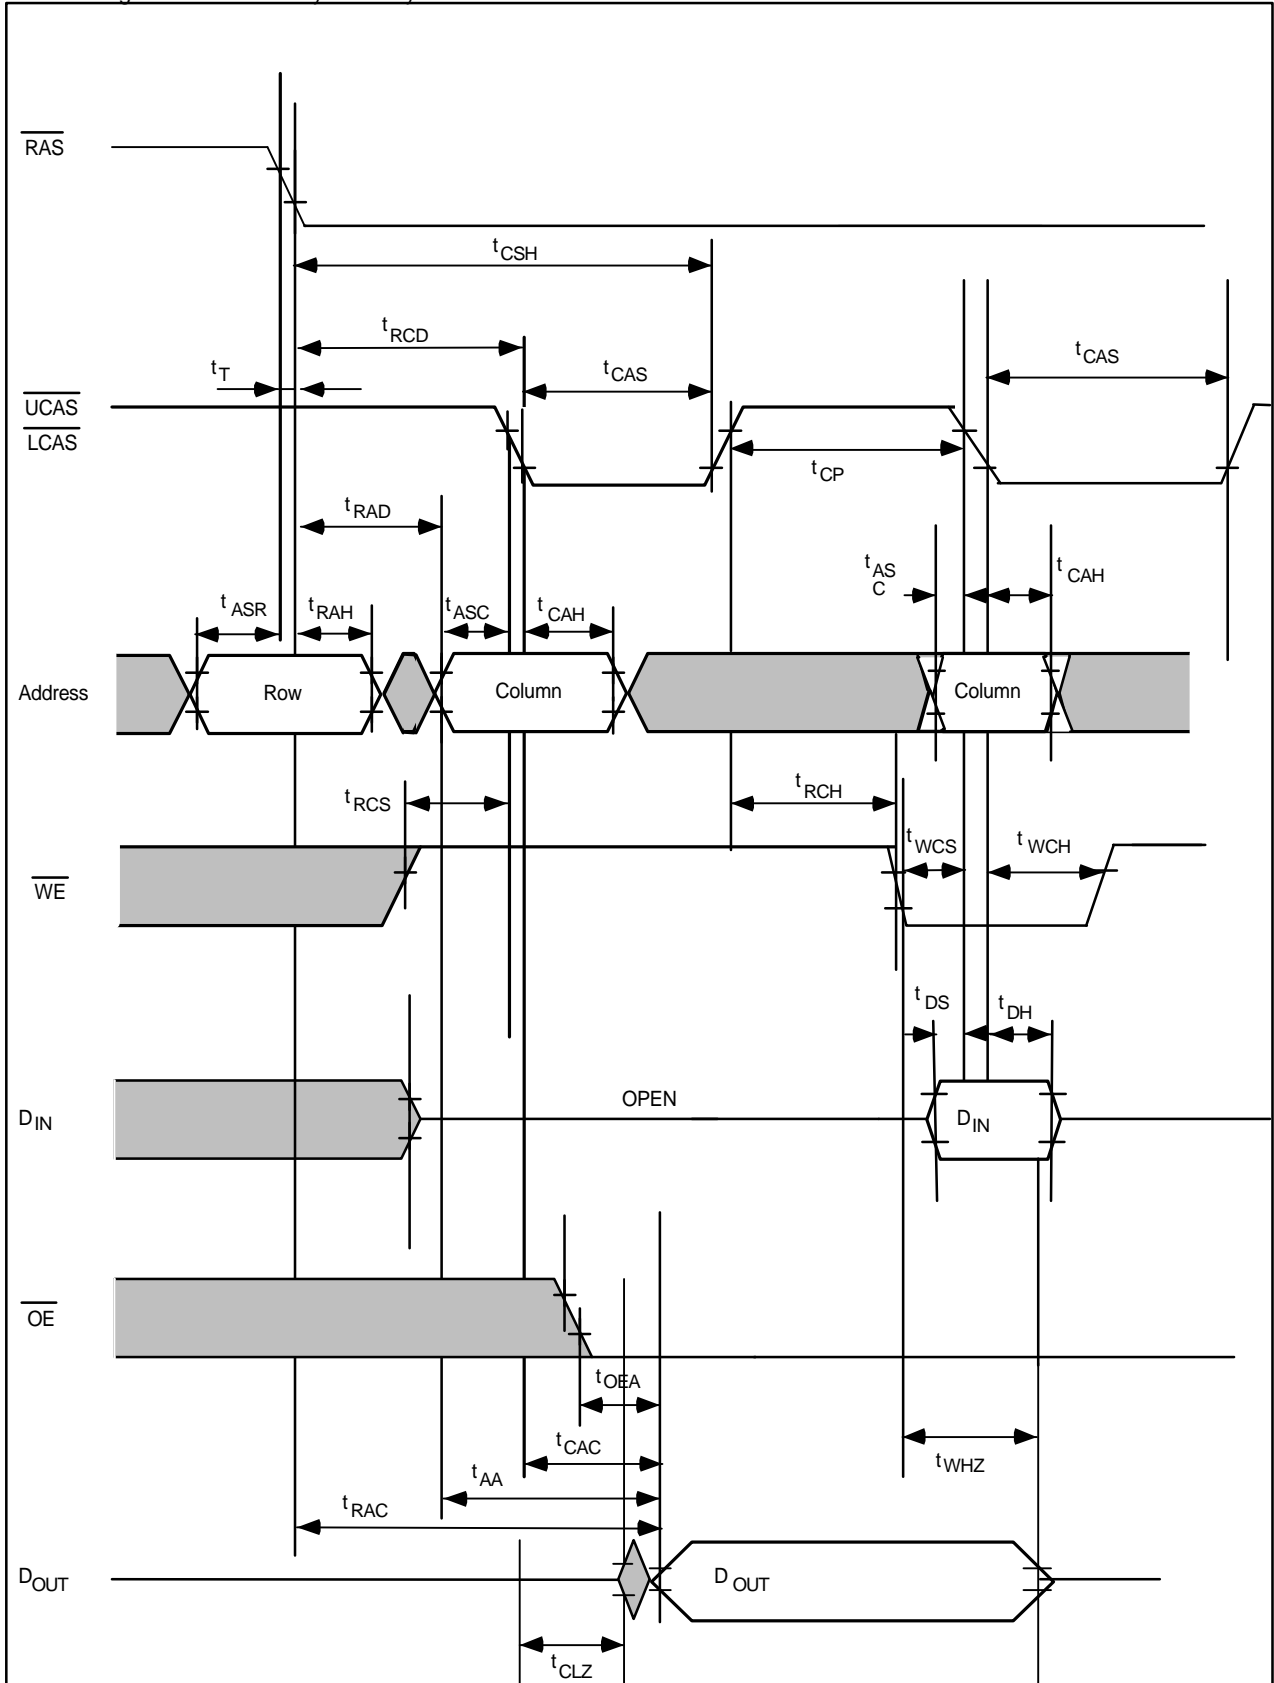 RAS
tCSH
tRCD
tT
tCAS
tCAS
UCAS
LCAS
tCP
tRAD
tASC
tCAH
tASR
tRAH
tASC
tCAH
Address
Row
Column
Column
tRCS
tRCH
tWCS
tWCH
WE
tDS
tDH
DIN
OPEN
DIN
OE
tOEA
tCAC
tWHZ
tAA
tRAC
DOUT
DOUT
tCLZ